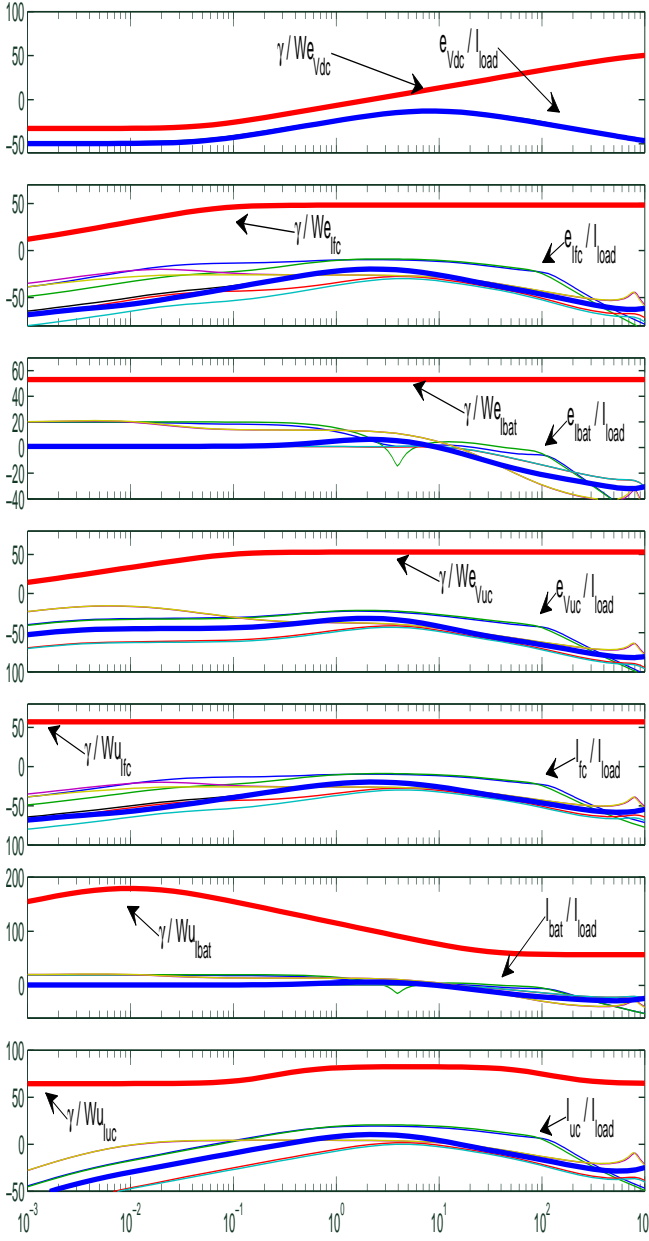 100
50
0
-50
γ / We_Vdc
e_Vdc / I_load
50
0
-50
γ / We_Ifc
e_Ifc / I_load
60
40
20
0
-20
-40
γ / We_Ibat
e_Ibat / I_load
50
0
-50
100
γ / We_Vuc
e_Vuc / I_load
50
0
-50
100
γ / Wu_Ifc
I_fc / I_load
200
100
0
γ / Wu_Ibat
I_bat / I_load
100
50
0
-50
γ / Wu_Iuc
I_uc / I_load
10^-3 10^-2 10^-1 10^0 10^1 10^2 10